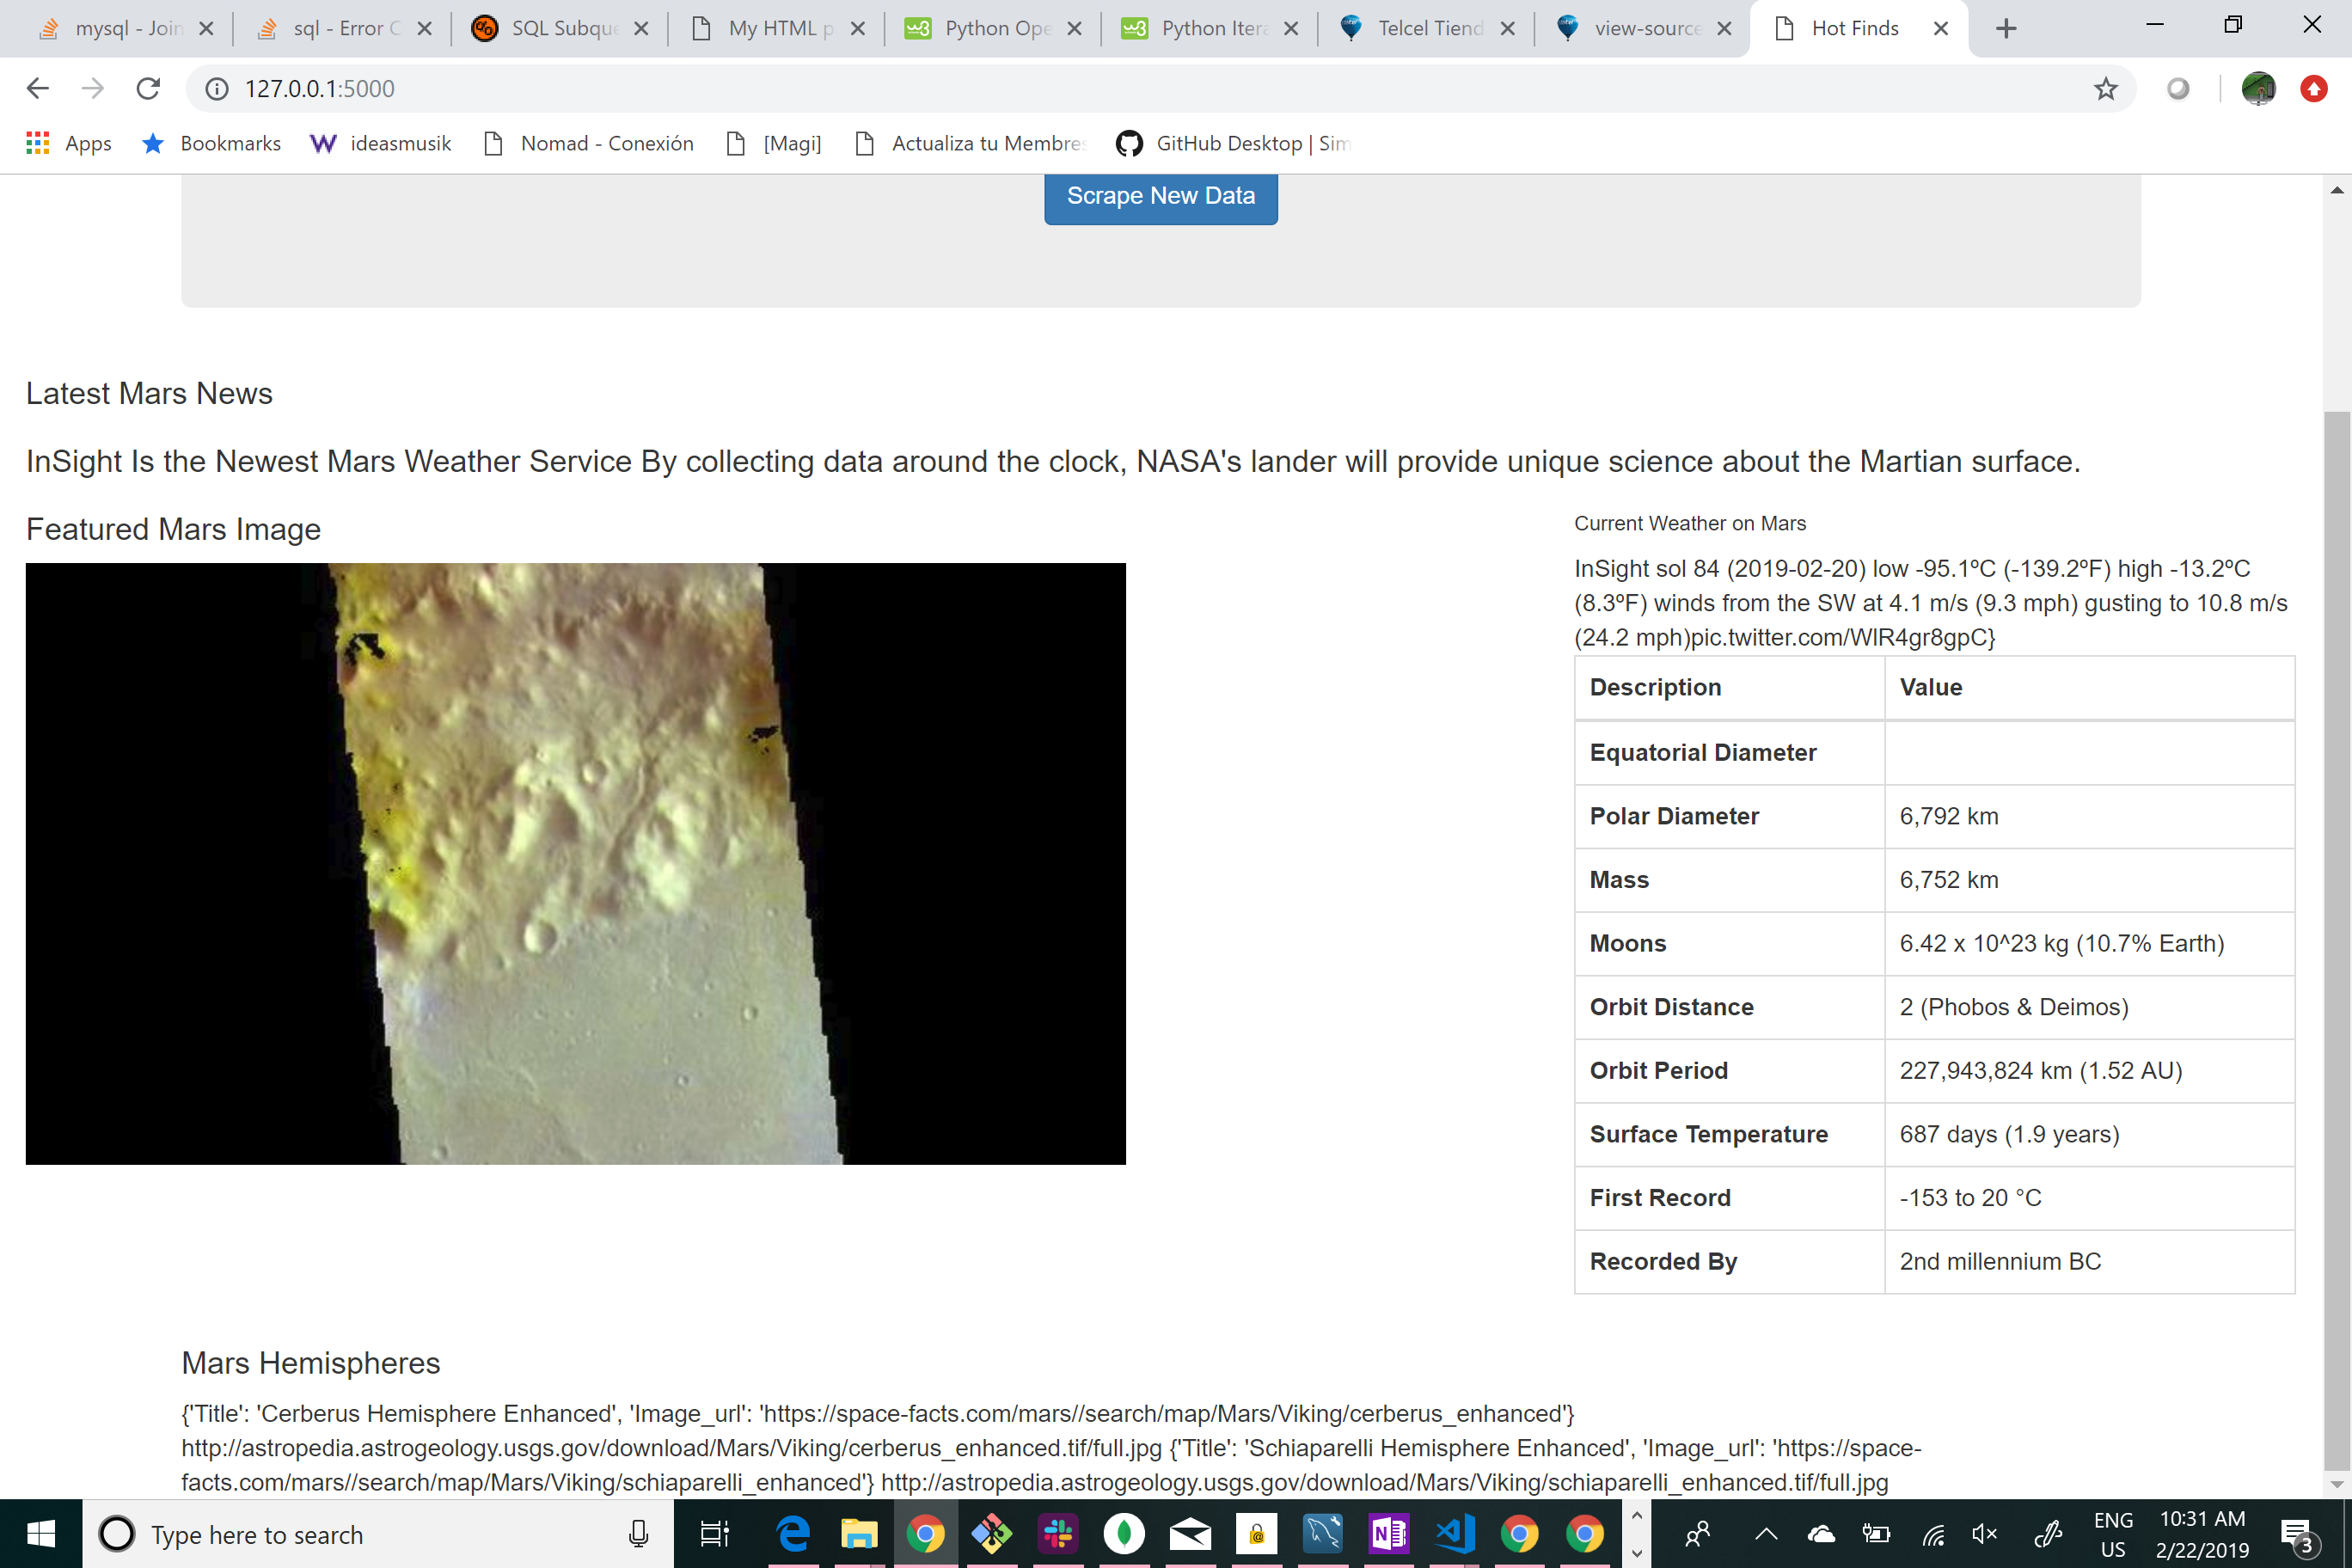 mysql - Join
sql - Error C
SQL Subque
My HTML p
Python Ope
Python Itera
Telcel Tiend
view-source
Hot Finds
127.0.0.1:5000
Apps
Bookmarks
ideasmusik
Nomad - Conexión
[Magi]
Actualiza tu Membres
GitHub Desktop | Sim
Scrape New Data
Latest Mars News
InSight Is the Newest Mars Weather Service By collecting data around the clock, NASA's lander will provide unique science about the Martian surface.
Featured Mars Image
Current Weather on Mars
InSight sol 84 (2019-02-20) low -95.1ºC (-139.2ºF) high -13.2ºC
(8.3ºF) winds from the SW at 4.1 m/s (9.3 mph) gusting to 10.8 m/s
(24.2 mph)pic.twitter.com/WlR4gr8gpC}
Description Value
Equatorial Diameter
Polar Diameter 6,792 km
Mass 6,752 km
Moons 6.42 x 10^23 kg (10.7% Earth)
Orbit Distance 2 (Phobos & Deimos)
Orbit Period 227,943,824 km (1.52 AU)
Surface Temperature 687 days (1.9 years)
First Record -153 to 20 °C
Recorded By 2nd millennium BC
Mars Hemispheres
{'Title': 'Cerberus Hemisphere Enhanced', 'Image_url': 'https://space-facts.com/mars//search/map/Mars/Viking/cerberus_enhanced'}
http://astropedia.astrogeology.usgs.gov/download/Mars/Viking/cerberus_enhanced.tif/full.jpg {'Title': 'Schiaparelli Hemisphere Enhanced', 'Image_url': 'https://space-
facts.com/mars//search/map/Mars/Viking/schiaparelli_enhanced'} http://astropedia.astrogeology.usgs.gov/download/Mars/Viking/schiaparelli_enhanced.tif/full.jpg
Type here to search
ENG
US
10:31 AM
2/22/2019
3